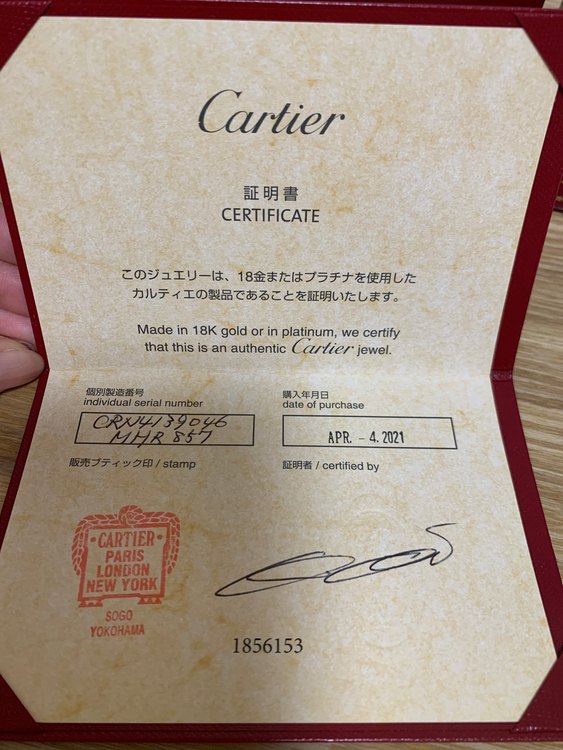 Cartier
証明書
CERTIFICATE
このジュエリーは、18金またはプラチナを使用した
カルティエの製品であることを証明いたします。
Made in 18K gold or in platinum, we certify
that this is an authentic Cartier jewel.
個別製造番号
individual serial number
CRN4139046
MHR 857
購入年月日
date of purchase
APR. - 4. 2021
販売ブティック印 / stamp
証明者 / certified by
CARTIER
PARIS
LONDON
NEW YORK
SOGO
YOKOHAMA
1856153